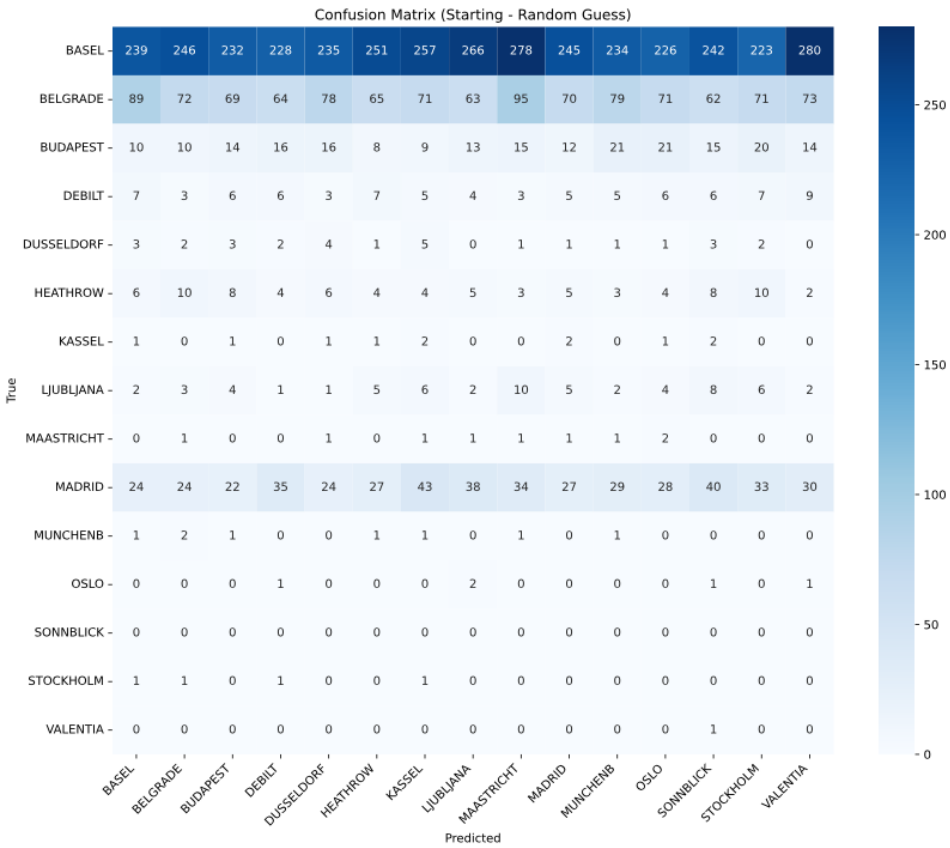 Confusion Matrix (Starting - Random Guess)
BASEL 239 246 232 228 235 251 257 266 278 245 234 226 242 223 280
BELGRADE 89 72 69 64 78 65 71 63 95 70 79 71 62 71 73
BUDAPEST 10 10 14 16 16 8 9 13 15 12 21 21 15 20 14
DEBILT 7 3 6 6 3 7 5 4 3 5 5 6 6 7 9
DUSSELDORF 3 2 3 2 4 1 5 0 1 1 1 1 3 2 0
HEATHROW 6 10 8 4 6 4 4 5 3 5 3 4 8 10 2
KASSEL 1 0 1 0 1 1 2 0 0 2 0 1 2 0 0
LJUBLJANA 2 3 4 1 1 5 6 2 10 5 2 4 8 6 2
MAASTRICHT 0 1 0 0 1 0 1 1 1 1 1 2 0 0 0
MADRID 24 24 22 35 24 27 43 38 34 27 29 28 40 33 30
MUNCHENB 1 2 1 0 0 1 1 0 1 0 1 0 0 0 0
OSLO 0 0 0 1 0 0 0 2 0 0 0 0 1 0 1
SONNBLICK 0 0 0 0 0 0 0 0 0 0 0 0 0 0 0
STOCKHOLM 1 1 0 1 0 0 1 0 0 0 0 0 0 0 0
VALENTIA 0 0 0 0 0 0 0 0 0 0 0 0 1 0 0
True
BASEL BELGRADE BUDAPEST DEBILT DUSSELDORF HEATHROW KASSEL LJUBLJANA MAASTRICHT MADRID MUNCHENB OSLO SONNBLICK STOCKHOLM VALENTIA
Predicted
250
200
150
100
50
0